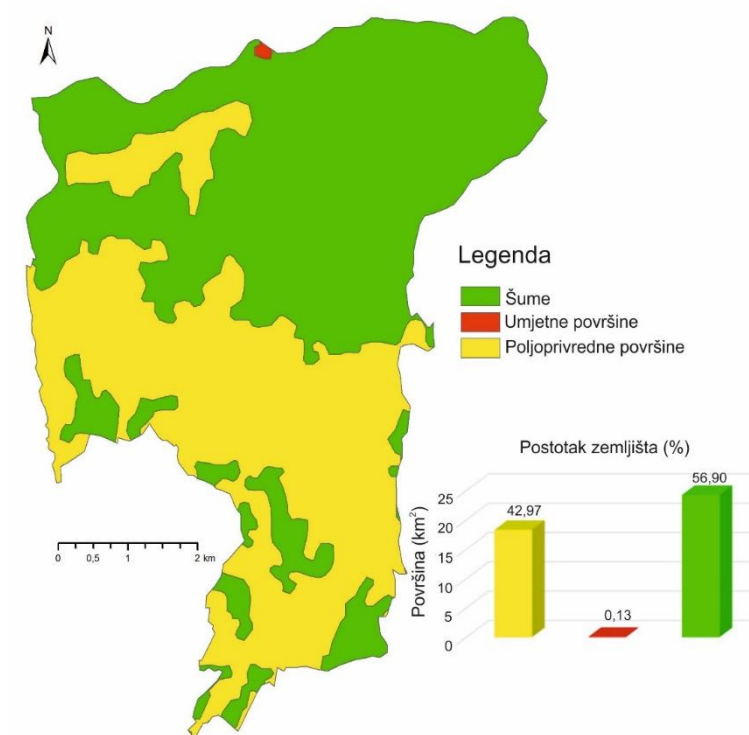 N
Legenda
Šume
Umjetne površine
Poljoprivredne površine
0 0,5 1 2 km
Postotak zemljišta (%)
Površina (km²)
25
20
15
10
5
0
42,97
0,13
56,90